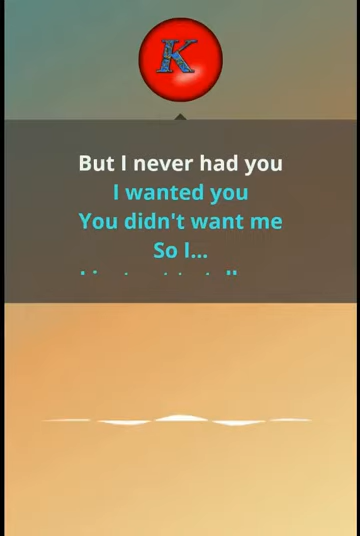 K
But I never had you
I wanted you
You didn't want me
So I...